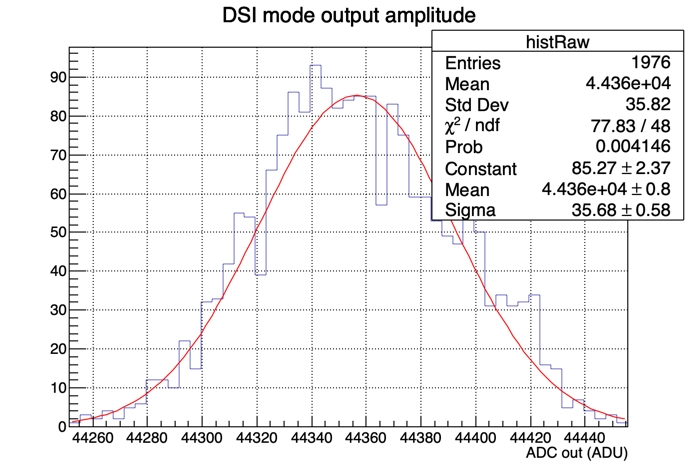 DSI mode output amplitude
histRaw
Entries 1976
Mean 4.436e+04
Std Dev 35.82
χ² / ndf 77.83 / 48
Prob 0.004146
Constant 85.27 ± 2.37
Mean 4.436e+04 ± 0.8
Sigma 35.68 ± 0.58
90
80
70
60
50
40
30
20
10
0
44260 44280 44300 44320 44340 44360 44380 44400 44420 44440
ADC out (ADU)